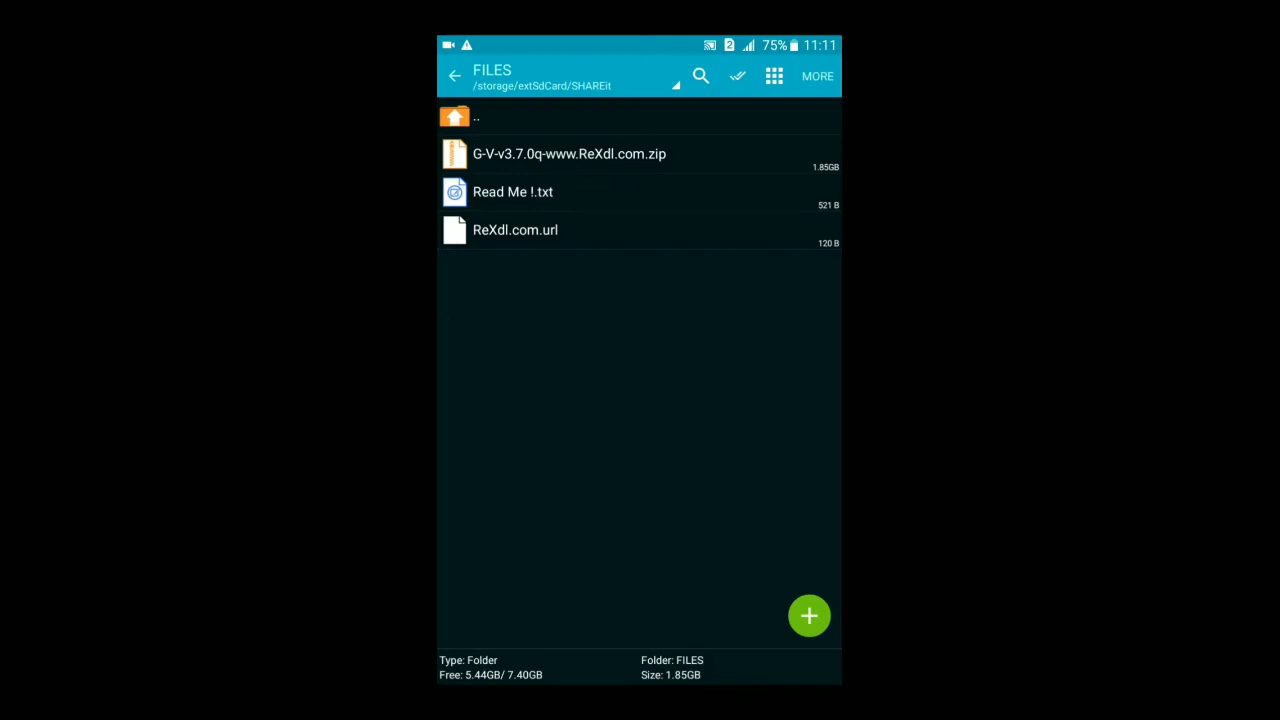 2 75% 11:11
FILES
/storage/extSdCard/SHAREit
MORE
..
G-V-v3.7.0q-www.ReXdl.com.zip
1.85GB
Read Me !.txt
521 B
ReXdl.com.url
120 B
Type: Folder
Folder: FILES
Free: 5.44GB/ 7.40GB
Size: 1.85GB